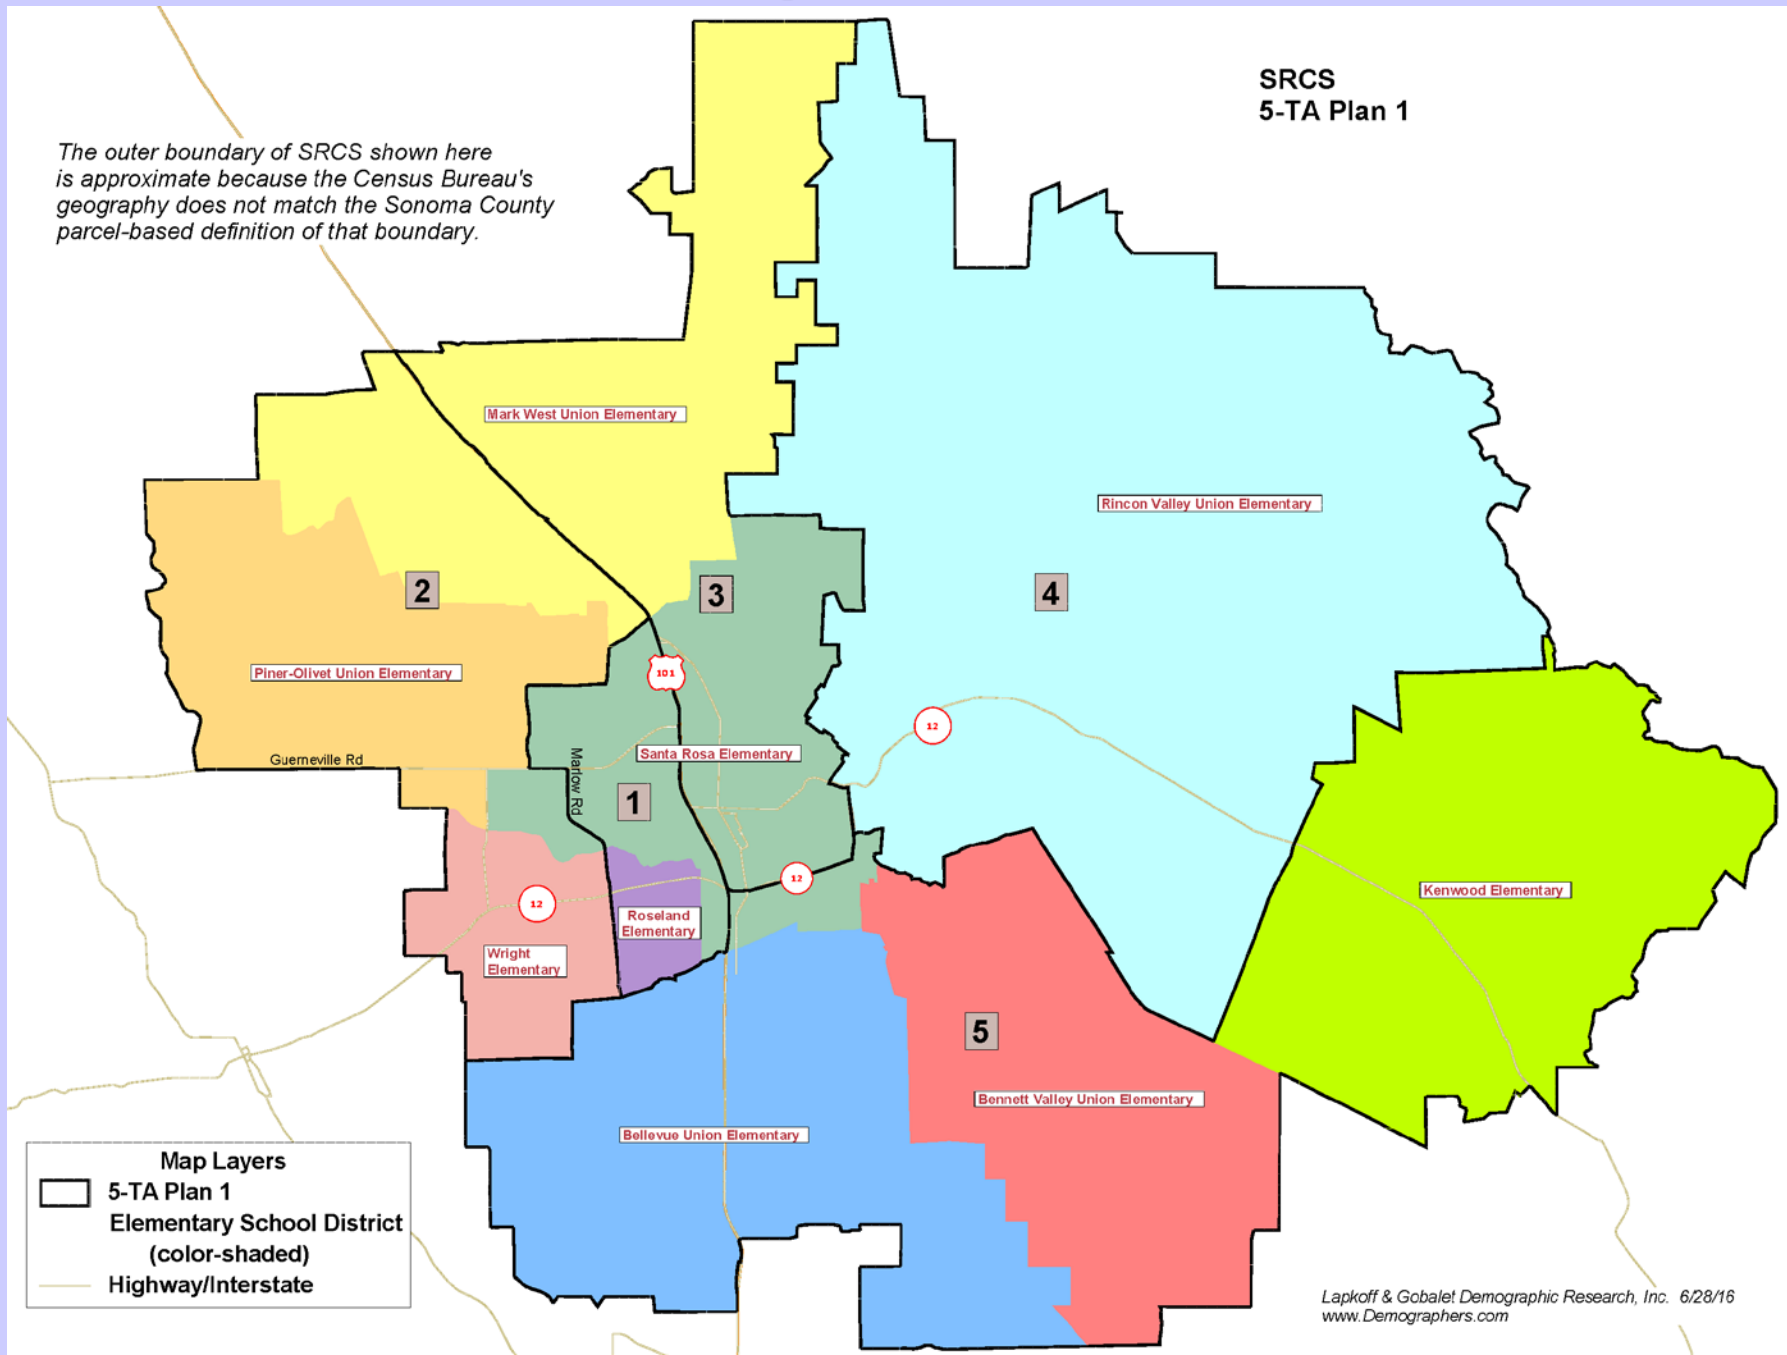 SRCS
5-TA Plan 1
The outer boundary of SRCS shown here
is approximate because the Census Bureau's
geography does not match the Sonoma County
parcel-based definition of that boundary.
Mark West Union Elementary
Rincon Valley Union Elementary
2
3
4
Piner-Olivet Union Elementary
101
12
Guerneville Rd
Marlow Rd
Santa Rosa Elementary
1
12
12
Kenwood Elementary
Roseland
Elementary
Wright
Elementary
5
Bennett Valley Union Elementary
Bellevue Union Elementary
Map Layers
5-TA Plan 1
Elementary School District
(color-shaded)
Highway/Interstate
Lapkoff & Gobalet Demographic Research, Inc. 6/28/16
www.Demographers.com